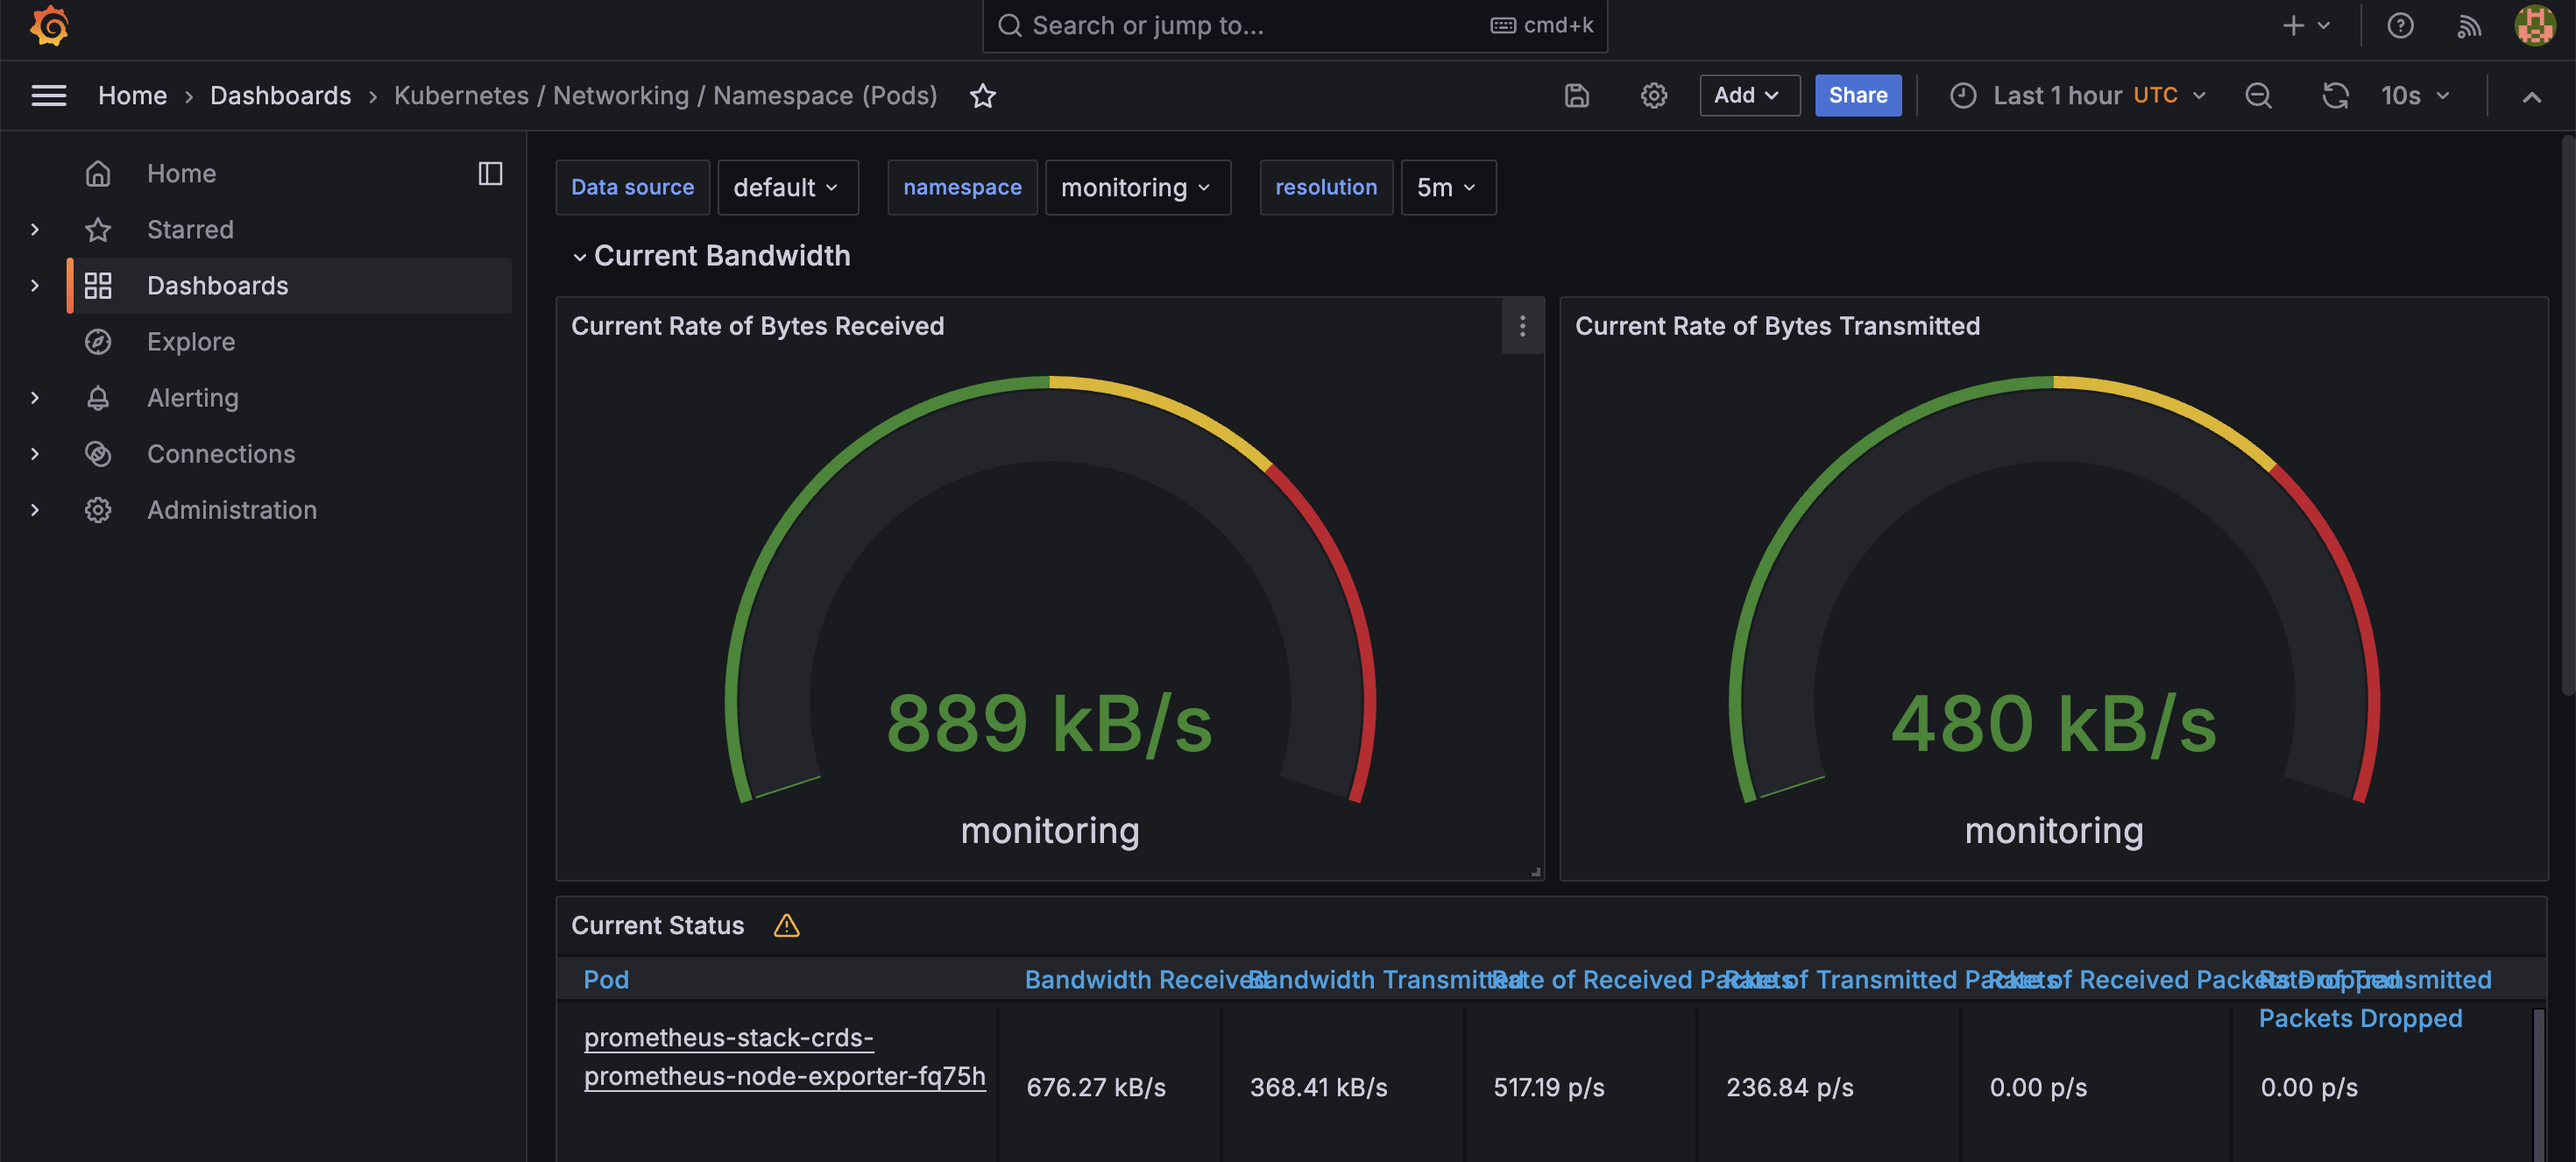 Search or jump to... cmd+k
Home › Dashboards › Kubernetes / Networking / Namespace (Pods) Add Share Last 1 hour UTC 10s
Home
Starred
Dashboards
Explore
Alerting
Connections
Administration
Data source default namespace monitoring resolution 5m
Current Bandwidth
Current Rate of Bytes Received
889 kB/s
monitoring
Current Rate of Bytes Transmitted
480 kB/s
monitoring
Current Status
Pod Bandwidth Received Bandwidth Transmitted Rate of Received Packets Rate of Transmitted Packets Rate of Received Packets Dropped Rate of Transmitted
Packets Dropped
prometheus-stack-crds-
prometheus-node-exporter-fq75h
676.27 kB/s 368.41 kB/s 517.19 p/s 236.84 p/s 0.00 p/s 0.00 p/s